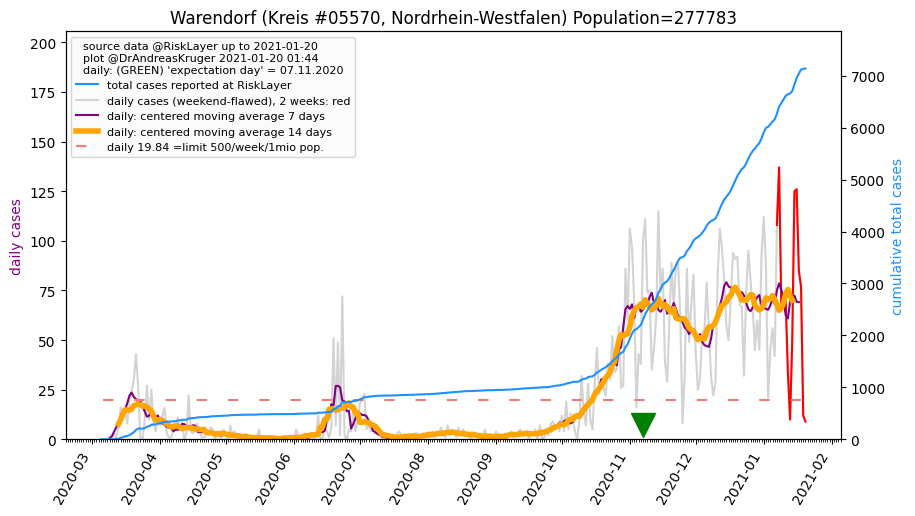 Warendorf (Kreis #05570, Nordrhein-Westfalen) Population=277783
source data @RiskLayer up to 2021-01-20
plot @DrAndreasKruger 2021-01-20 01:44
daily: (GREEN) 'expectation day' = 07.11.2020
total cases reported at RiskLayer
daily cases (weekend-flawed), 2 weeks: red
daily: centered moving average 7 days
daily: centered moving average 14 days
daily 19.84 =limit 500/week/1mio pop.
daily cases
200
175
150
125
100
75
50
25
0
cumulative total cases
7000
6000
5000
4000
3000
2000
1000
0
2020-03
2020-04
2020-05
2020-06
2020-07
2020-08
2020-09
2020-10
2020-11
2020-12
2021-01
2021-02